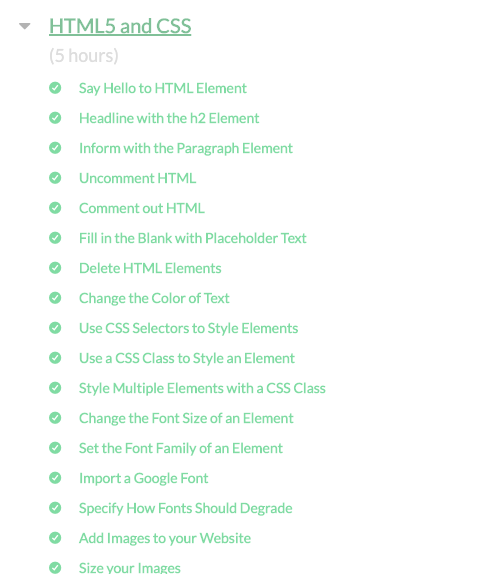 HTML5 and CSS
(5 hours)
Say Hello to HTML Element
Headline with the h2 Element
Inform with the Paragraph Element
Uncomment HTML
Comment out HTML
Fill in the Blank with Placeholder Text
Delete HTML Elements
Change the Color of Text
Use CSS Selectors to Style Elements
Use a CSS Class to Style an Element
Style Multiple Elements with a CSS Class
Change the Font Size of an Element
Set the Font Family of an Element
Import a Google Font
Specify How Fonts Should Degrade
Add Images to your Website
Size your Images